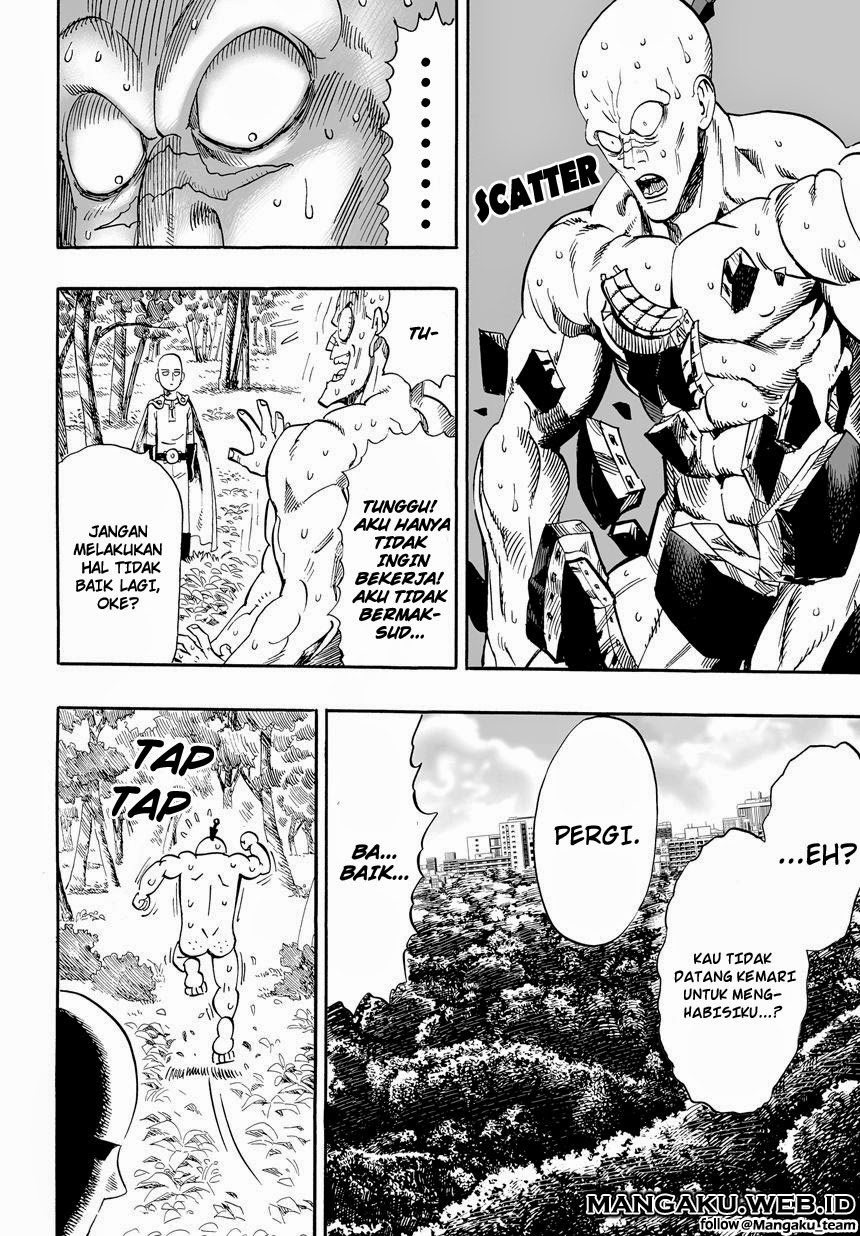 SCATTER
........
TU-
TUNGGU!
AKU HANYA
TIDAK
INGIN
BEKERJA!
AKU TIDAK
BERMAK-
SUD...
JANGAN
MELAKUKAN
HAL TIDAK
BAIK LAGI,
OKE?
...EH?
KAU TIDAK
DATANG KEMARI
UNTUK MENG-
HABISIKU...?
PERGI.
BA...
BAIK...
TAP
TAP
MANGAKU.WEB.ID
follow @Mangaku_team